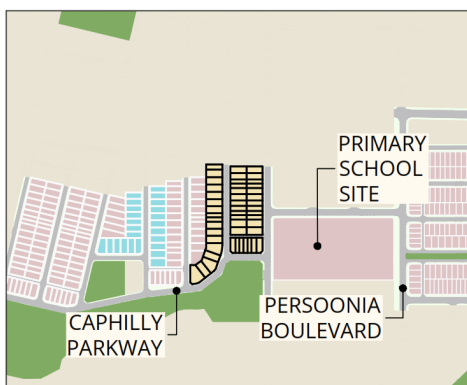 PRIMARY
SCHOOL
SITE
PERSOONIA
BOULEVARD
CAPHILLY
PARKWAY